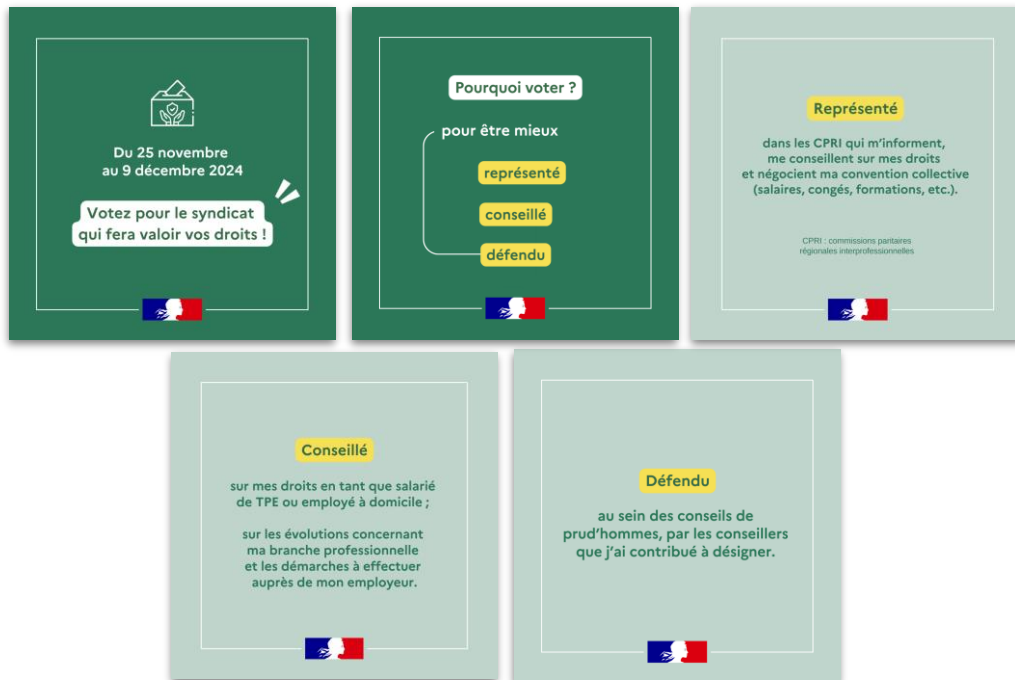 Du 25 novembre
au 9 décembre 2024
Votez pour le syndicat
qui fera valoir vos droits !
Pourquoi voter ?
pour être mieux
représenté
conseillé
défendu
Représenté
dans les CPRI qui m'informent,
me conseillent sur mes droits
et négocient ma convention collective
(salaires, congés, formations, etc.).
CPRI : commissions paritaires
régionales interprofessionnelles
Conseillé
sur mes droits en tant que salarié
de TPE ou employé à domicile ;
sur les évolutions concernant
ma branche professionnelle
et les démarches à effectuer
auprès de mon employeur.
Défendu
au sein des conseils de
prud'hommes, par les conseillers
que j'ai contribué à désigner.